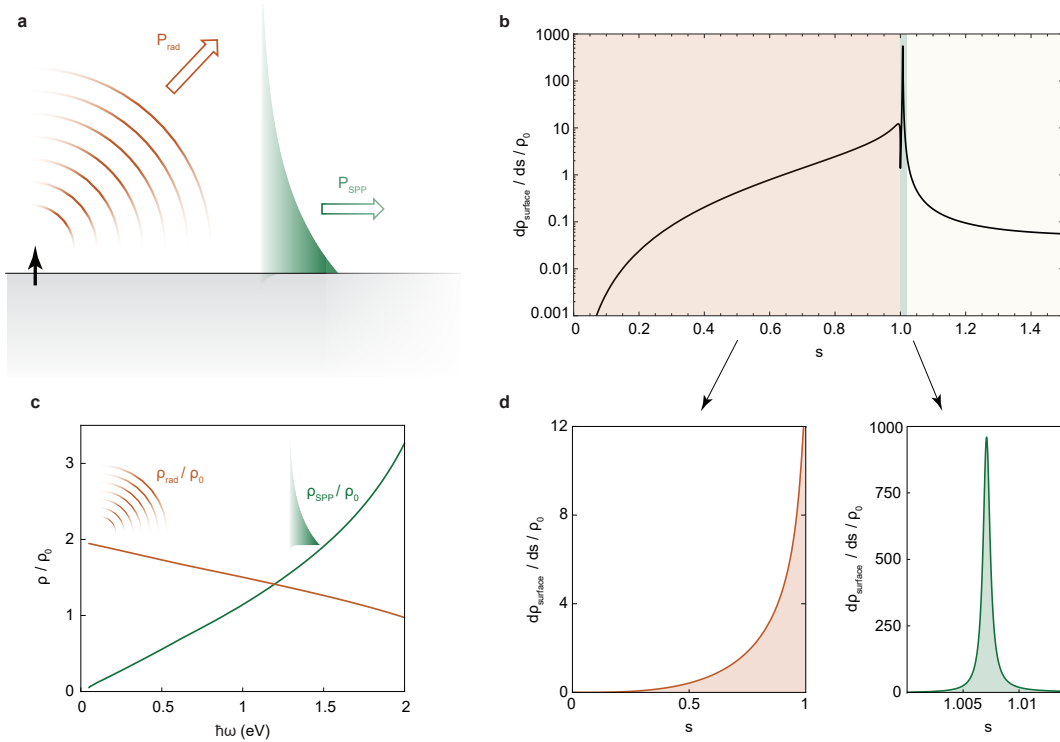 a
P_rad
P_SPP
b
dρ_surface / ds / ρ_0
1000
100
10
1
0.1
0.01
0.001
0
0.2
0.4
0.6
0.8
1.0
1.2
1.4
s
c
ρ / ρ_0
3
2
1
0
ρ_rad / ρ_0
ρ_SPP / ρ_0
0
0.5
1
1.5
2
ħω (eV)
d
dρ_surface / ds / ρ_0
12
8
4
0
0
0.5
1
s
dρ_surface / ds / ρ_0
1000
750
500
250
0
1.005
1.01
s